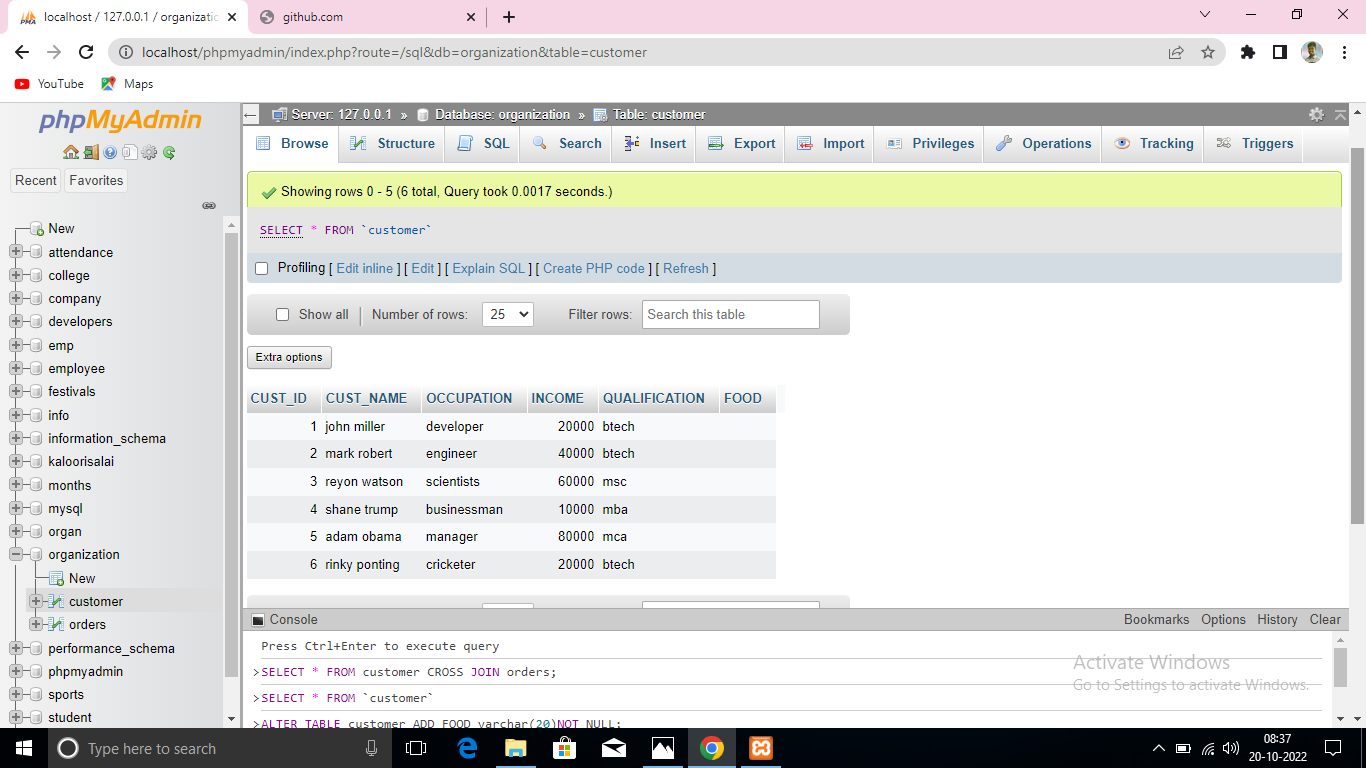 localhost / 127.0.0.1 / organizatic
github.com
localhost/phpmyadmin/index.php?route=/sql&db=organization&table=customer
YouTube Maps
phpMyAdmin
Recent Favorites
New
attendance
college
company
developers
emp
employee
festivals
info
information_schema
kaloorisalai
months
mysql
organ
organization
New
customer
orders
performance_schema
phpmyadmin
sports
student
Server: 127.0.0.1 » Database: organization » Table: customer
Browse Structure SQL Search Insert Export Import Privileges Operations Tracking Triggers
Showing rows 0 - 5 (6 total, Query took 0.0017 seconds.)
SELECT * FROM `customer`
Profiling [ Edit inline ] [ Edit ] [ Explain SQL ] [ Create PHP code ] [ Refresh ]
Show all Number of rows: 25 Filter rows: Search this table
Extra options
CUST_ID CUST_NAME OCCUPATION INCOME QUALIFICATION FOOD
1 john miller developer 20000 btech
2 mark robert engineer 40000 btech
3 reyon watson scientists 60000 msc
4 shane trump businessman 10000 mba
5 adam obama manager 80000 mca
6 rinky ponting cricketer 20000 btech
Console Bookmarks Options History Clear
Press Ctrl+Enter to execute query
>SELECT * FROM customer CROSS JOIN orders;
>SELECT * FROM `customer`
>ALTER TABLE customer ADD FOOD varchar(20)NOT NULL;
Activate Windows
Go to Settings to activate Windows.
Type here to search
08:37
20-10-2022